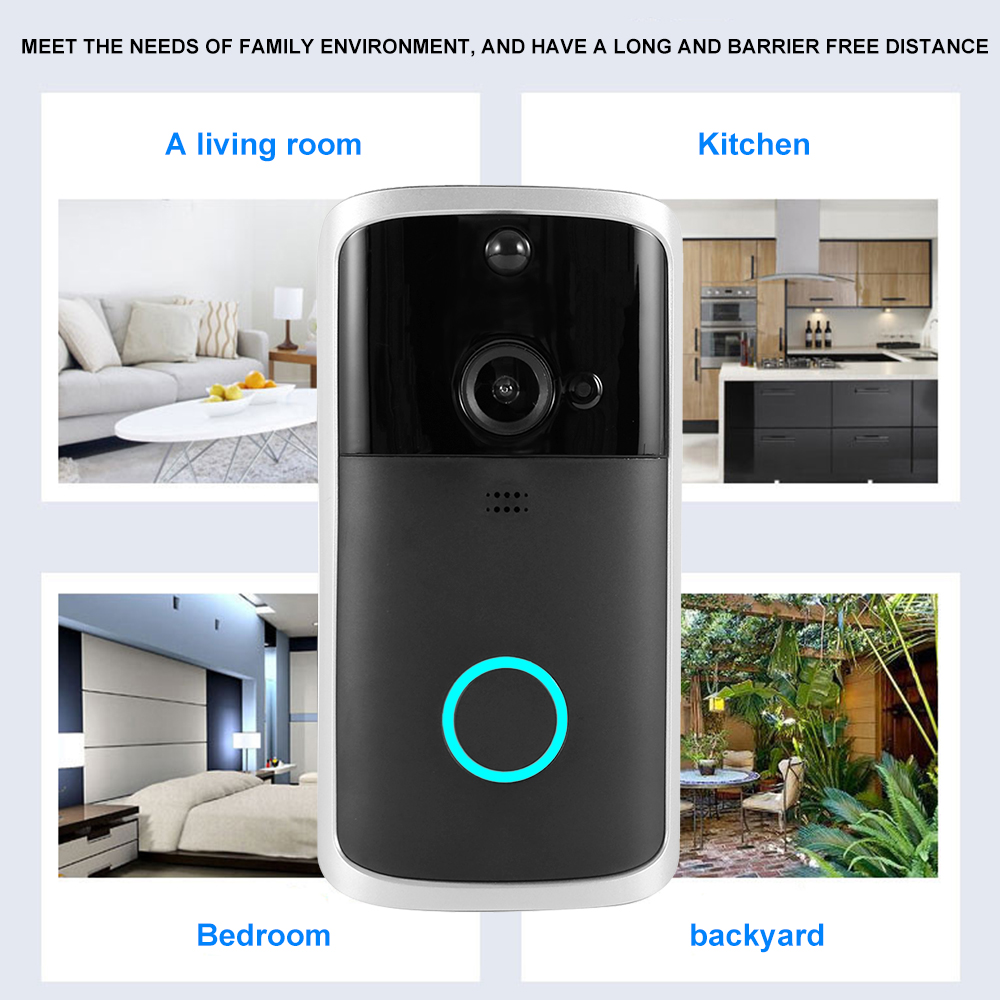 MEET THE NEEDS OF FAMILY ENVIRONMENT, AND HAVE A LONG AND BARRIER FREE DISTANCE
A living room
Kitchen
Bedroom
backyard